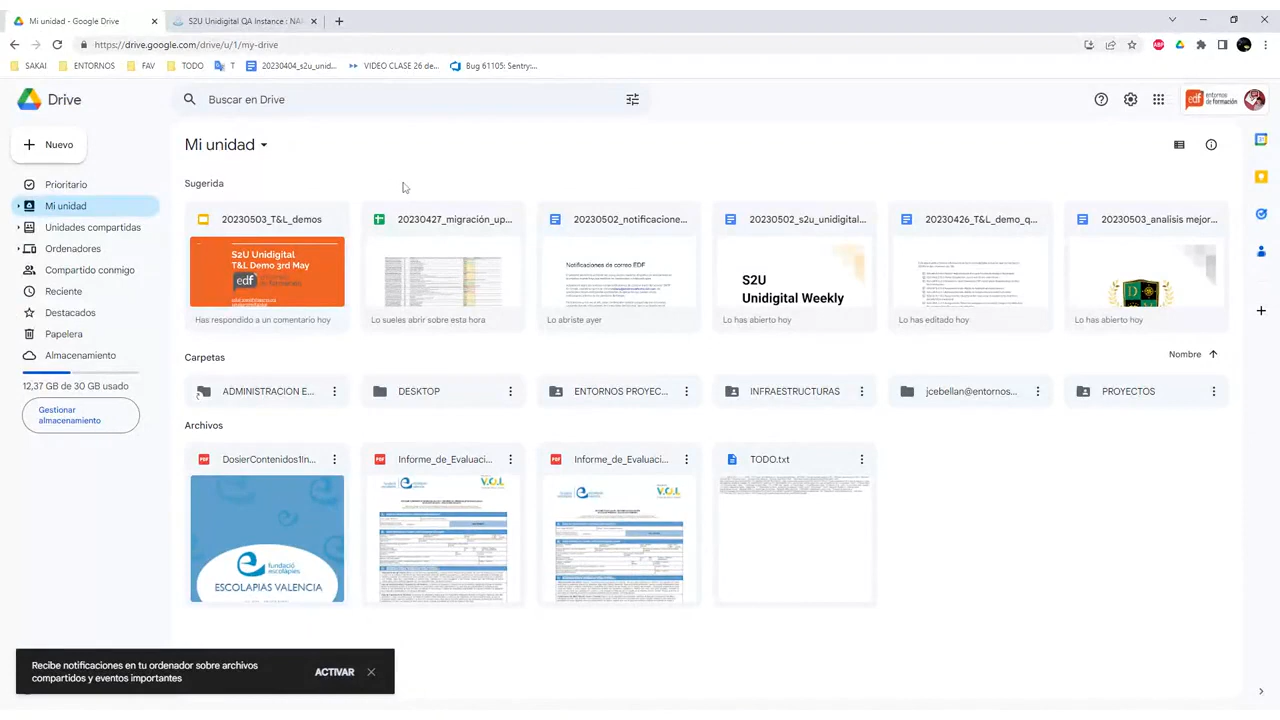 Mi unidad - Google Drive
S2U Unidigital QA Instance : NA
https://drive.google.com/drive/u/1/my-drive
SAKAI
ENTORNOS
FAV
TODO
T
20230404_s2u_unid...
VIDEO CLASE 26 de...
Bug 61105: Sentry:...
Drive
Buscar en Drive
edf entornos de formación
Nuevo
Mi unidad
Prioritario
Mi unidad
Unidades compartidas
Ordenadores
Compartido conmigo
Reciente
Destacados
Papelera
Almacenamiento
12,37 GB de 30 GB usado
Gestionar
almacenamiento
Sugerida
20230503_T&L_demos
S2U Unidigital
T&L Demo 3rd May
edf
Has respondido a un comentario hoy
20230427_migración_up...
Lo sueles abrir sobre esta hora
20230502_notificacione...
Notificaciones de correo EDF
Lo abriste ayer
20230502_s2u_unidigital...
S2U
Unidigital Weekly
Lo has abierto hoy
20230426_T&L_demo_q...
Lo has editado hoy
20230503_analisis mejor...
Lo has abierto hoy
Carpetas
Nombre
ADMINISTRACION E...
DESKTOP
ENTORNOS PROYEC...
INFRAESTRUCTURAS
jcebellan@entornos...
PROYECTOS
Archivos
DosierContenidos1In...
fundació
escolapies
ESCOLAPIAS VALENCIA
Informe_de_Evaluaci...
Informe_de_Evaluaci...
TODO.txt
Recibe notificaciones en tu ordenador sobre archivos
compartidos y eventos importantes
ACTIVAR